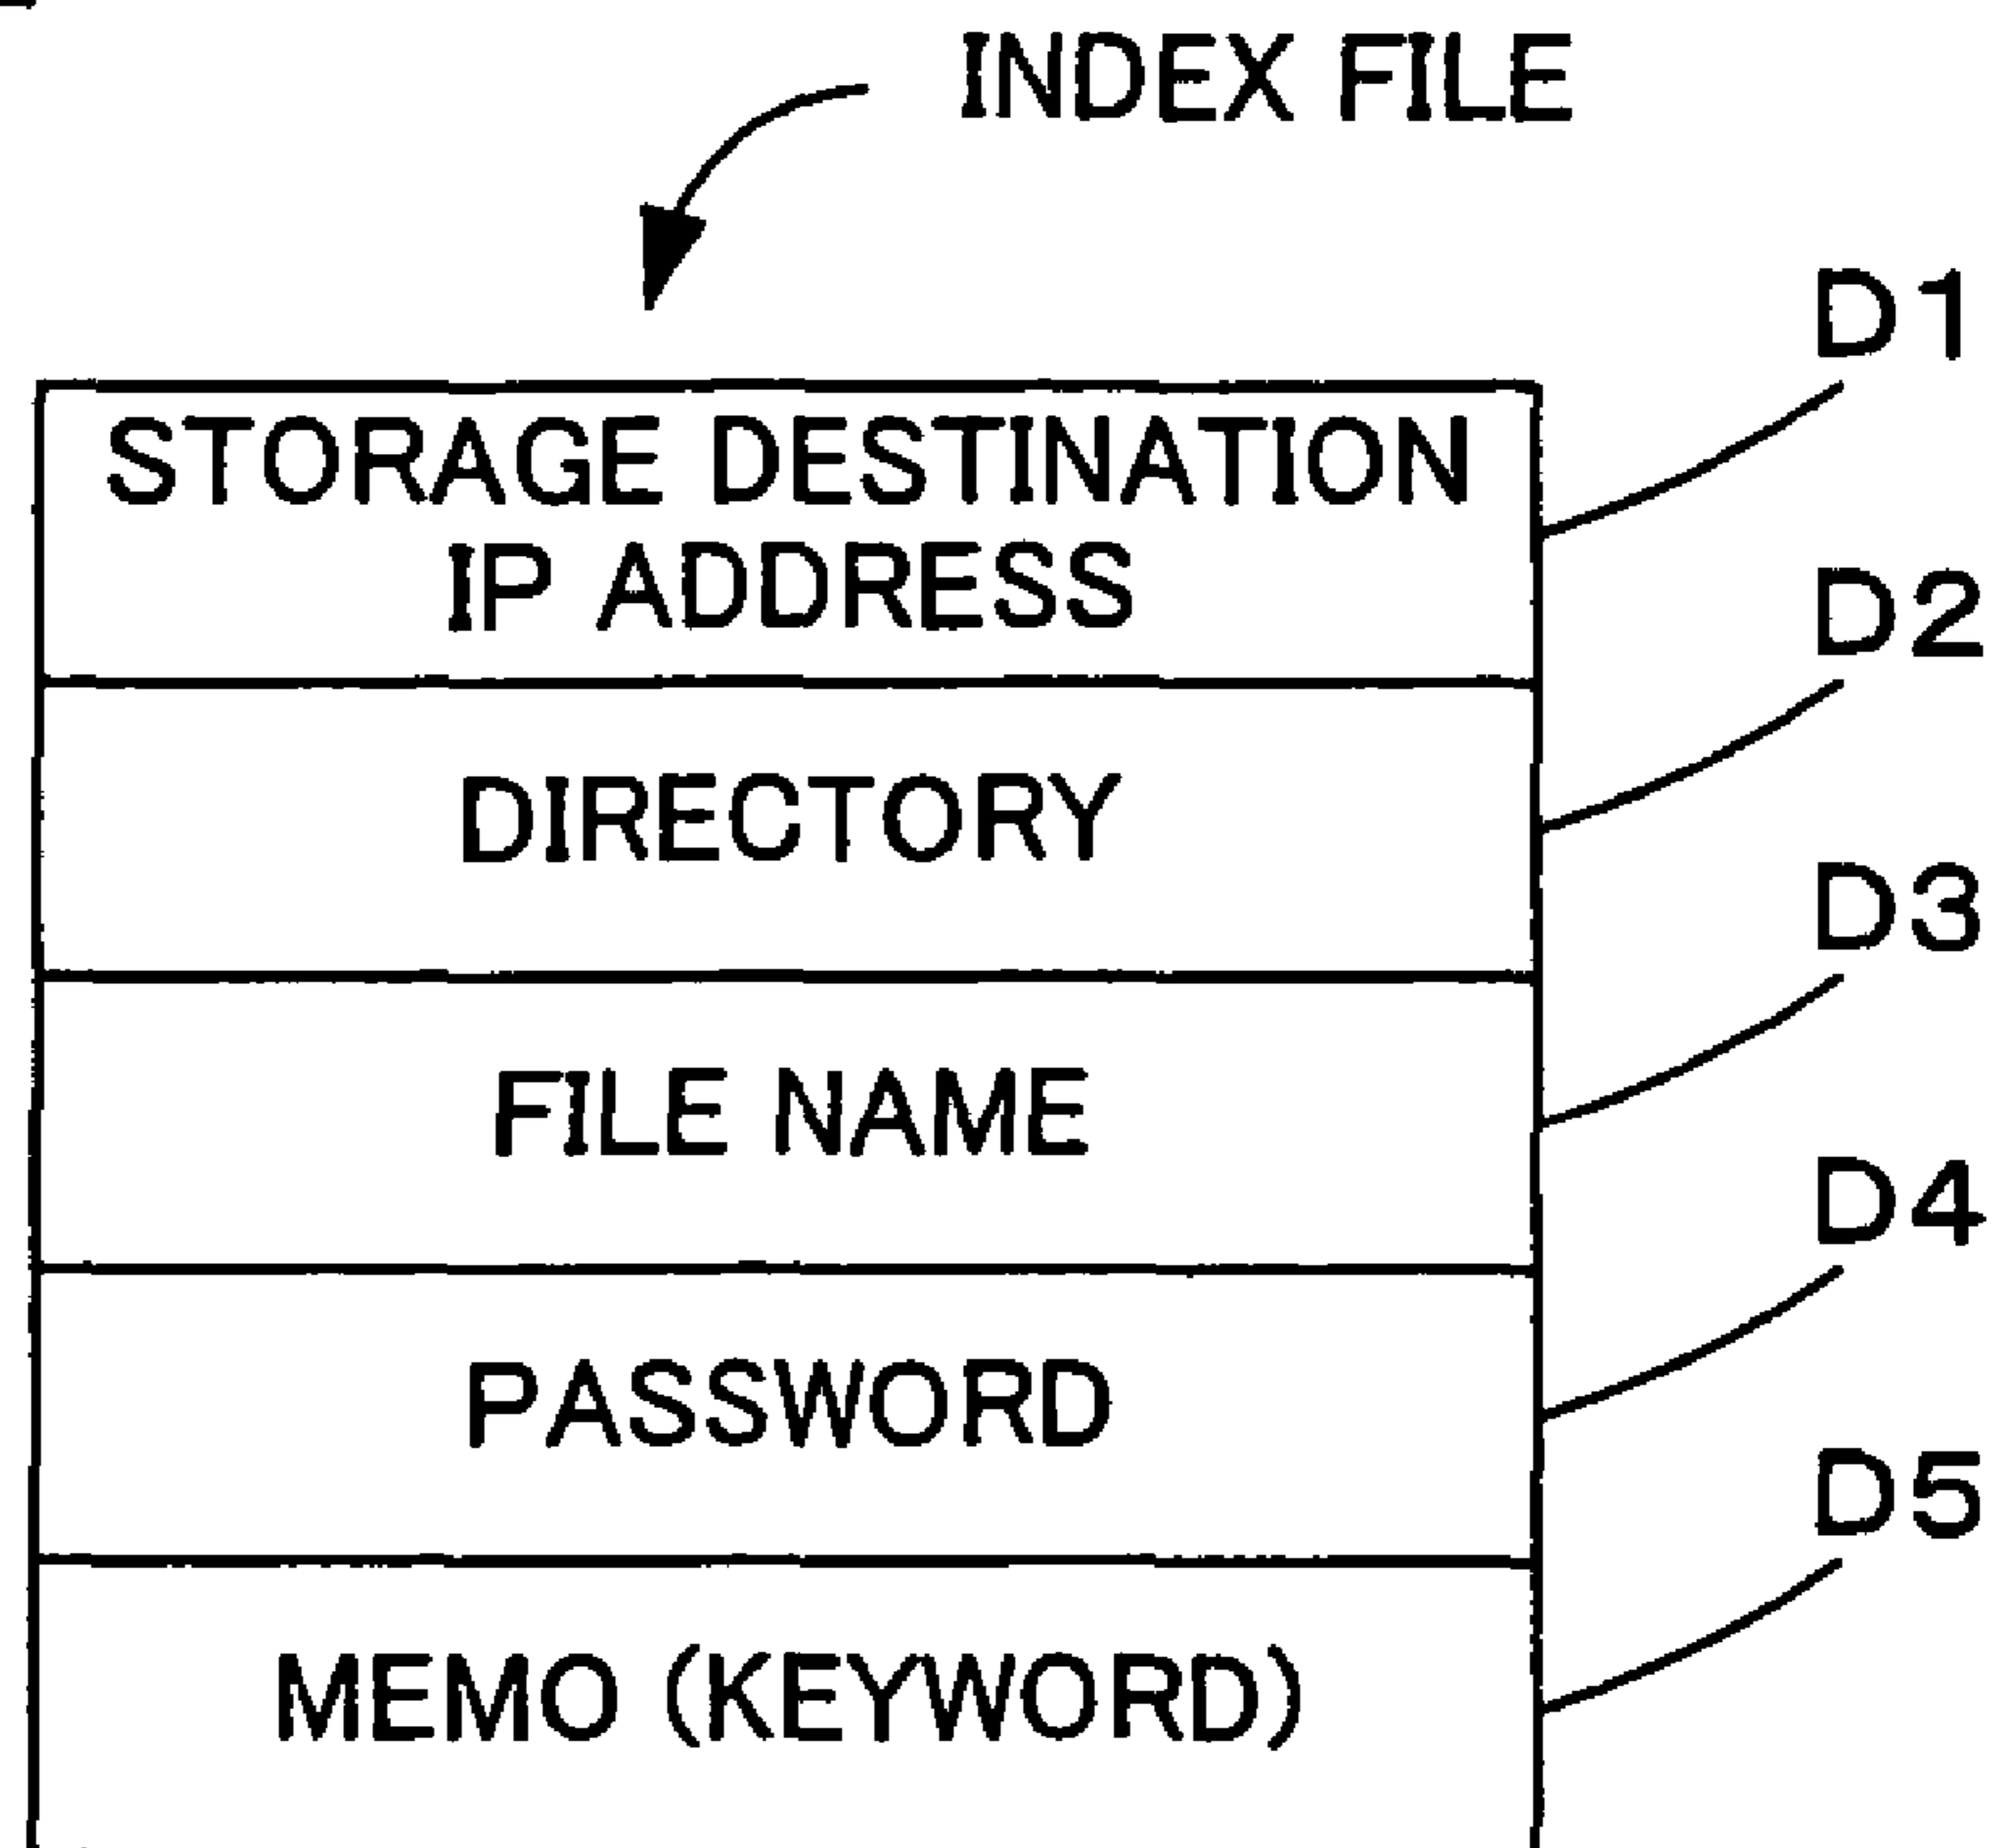 INDEX FILE
D1
STORAGE DESTINATION
IP ADDRESS
D2
DIRECTORY
D3
FILE NAME
D4
PASSWORD
D5
MEMO (KEYWORD)